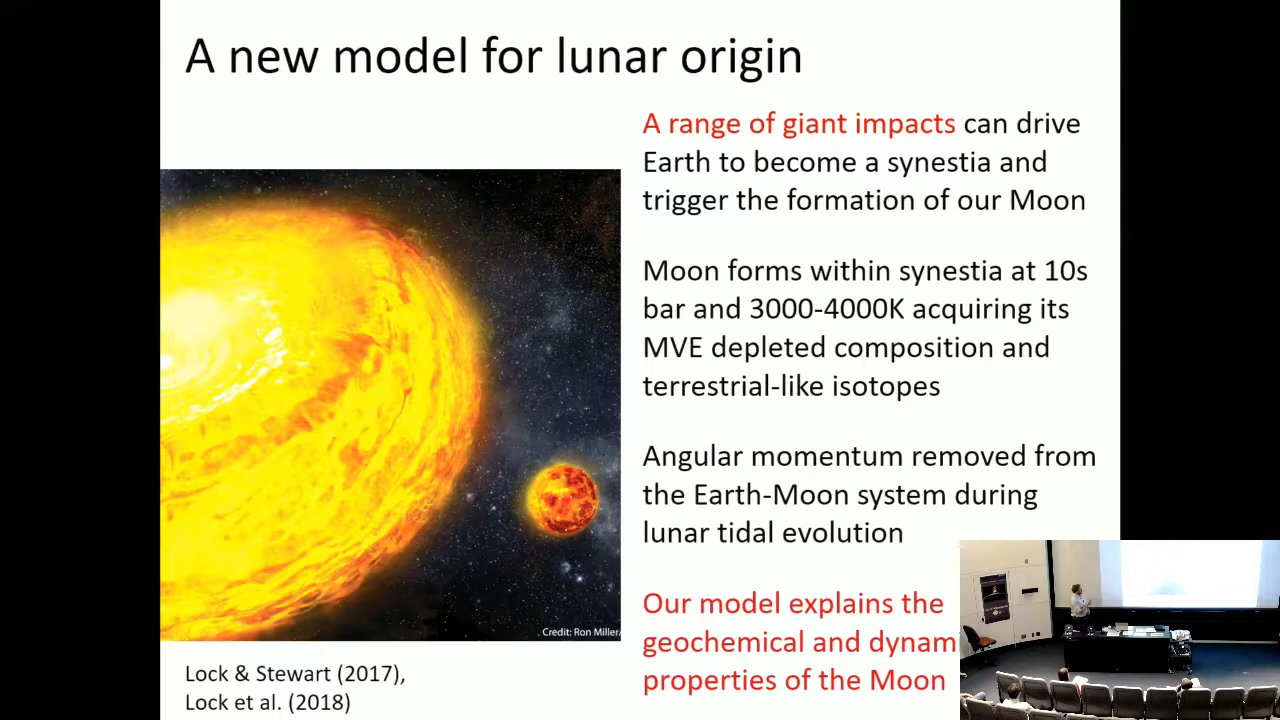 A new model for lunar origin
A range of giant impacts can drive
Earth to become a synestia and
trigger the formation of our Moon
Moon forms within synestia at 10s
bar and 3000-4000K acquiring its
MVE depleted composition and
terrestrial-like isotopes
Angular momentum removed from
the Earth-Moon system during
lunar tidal evolution
Our model explains the
geochemical and dynam
properties of the Moon
Credit: Ron Miller/
Lock & Stewart (2017),
Lock et al. (2018)